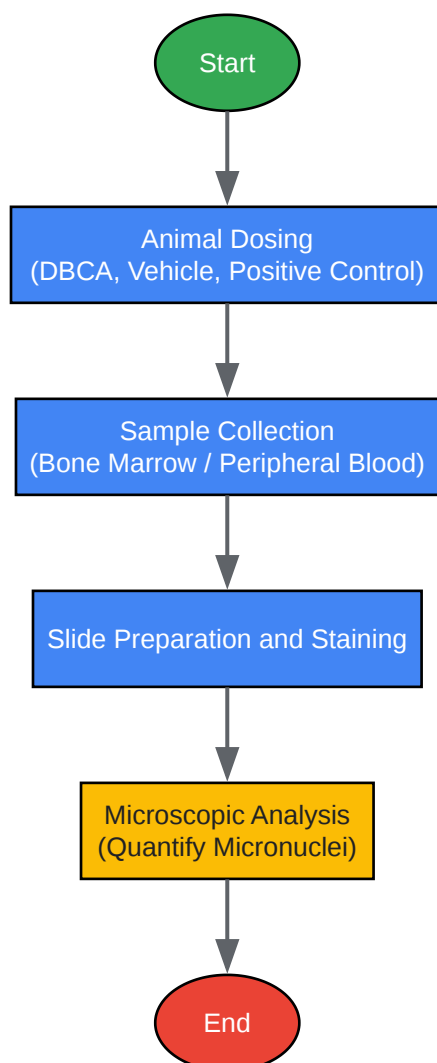 Start
Animal Dosing
(DBCA, Vehicle, Positive Control)
Sample Collection
(Bone Marrow / Peripheral Blood)
Slide Preparation and Staining
Microscopic Analysis
(Quantify Micronuclei)
End